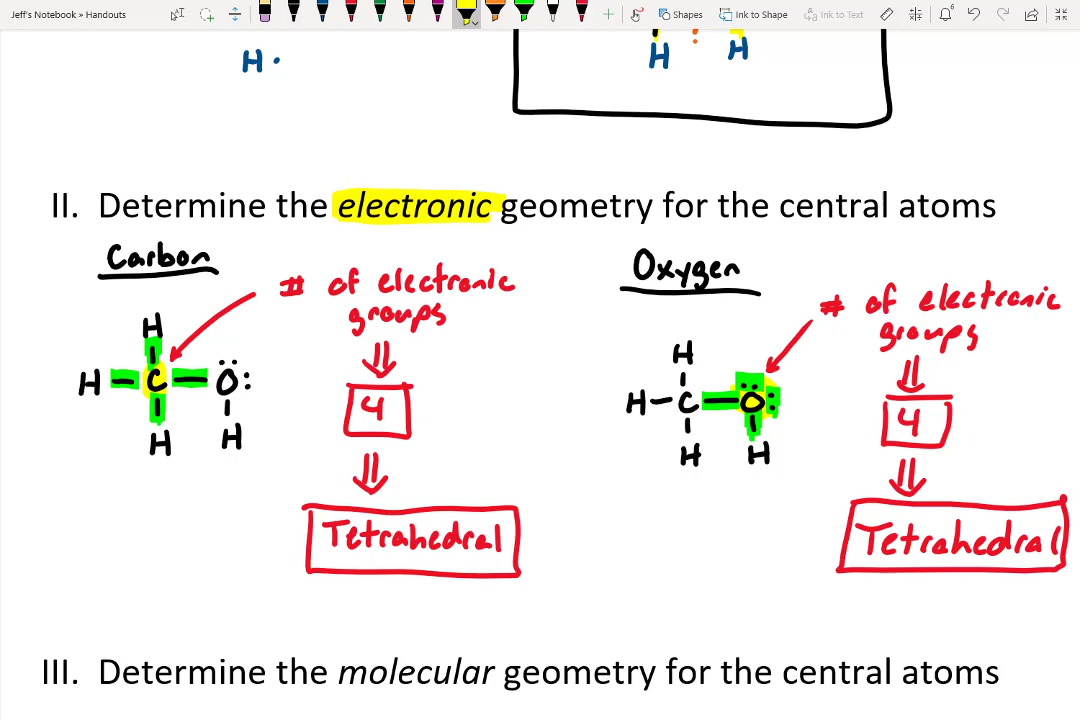 Jeff's Notebook » Handouts
Shapes
Ink to Shape
Ink to Text
6
H·
H
H
II. Determine the electronic geometry for the central atoms
Carbon
# of electronic
groups
H
H – C – Ö:
H
H
4
Tetrahedral
Oxygen
# of electronic
groups
H
H – C – Ö:
H
H
4
Tetrahedral
III. Determine the molecular geometry for the central atoms